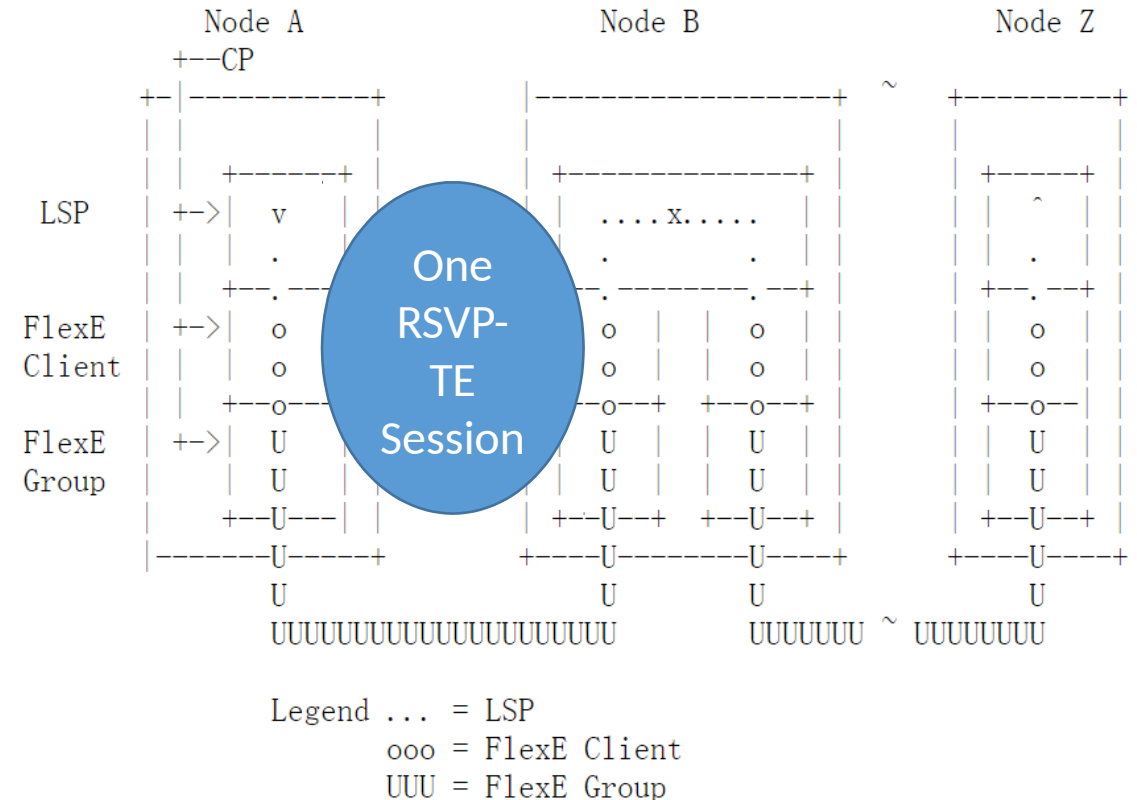 Node A Node B Node Z
+--CP
+-|-----------+ |------------------+ ~ +---------+
| | | | | | |
| | +------+ | | +---------------+ | | +-----+ |
LSP | +->| v | | | | ....x..... | | | | ^ | |
| | | . | | | | . . | | | | . | |
| | +--.--- --.--------.--+ | | +--.--+ |
FlexE | +->| o o | | o | | | | o | |
Client | | | o o | | o | | | | o | |
| | +--o--- --o--+ +--o--+ | | +--o--| |
FlexE | +->| U | | | | U | | U | | | | U | |
Group | | U | | | | U | | U | | | | U | |
| +--U---| | | +--U--+ +--U--+ | | +--U--+ |
|-------U-----+ +----U--------U----+ +----U----+
U U U U
UUUUUUUUUUUUUUUUUUUUU UUUUUUU ~ UUUUUUUU
One
RSVP-
TE
Session
Legend ... = LSP
ooo = FlexE Client
UUU = FlexE Group